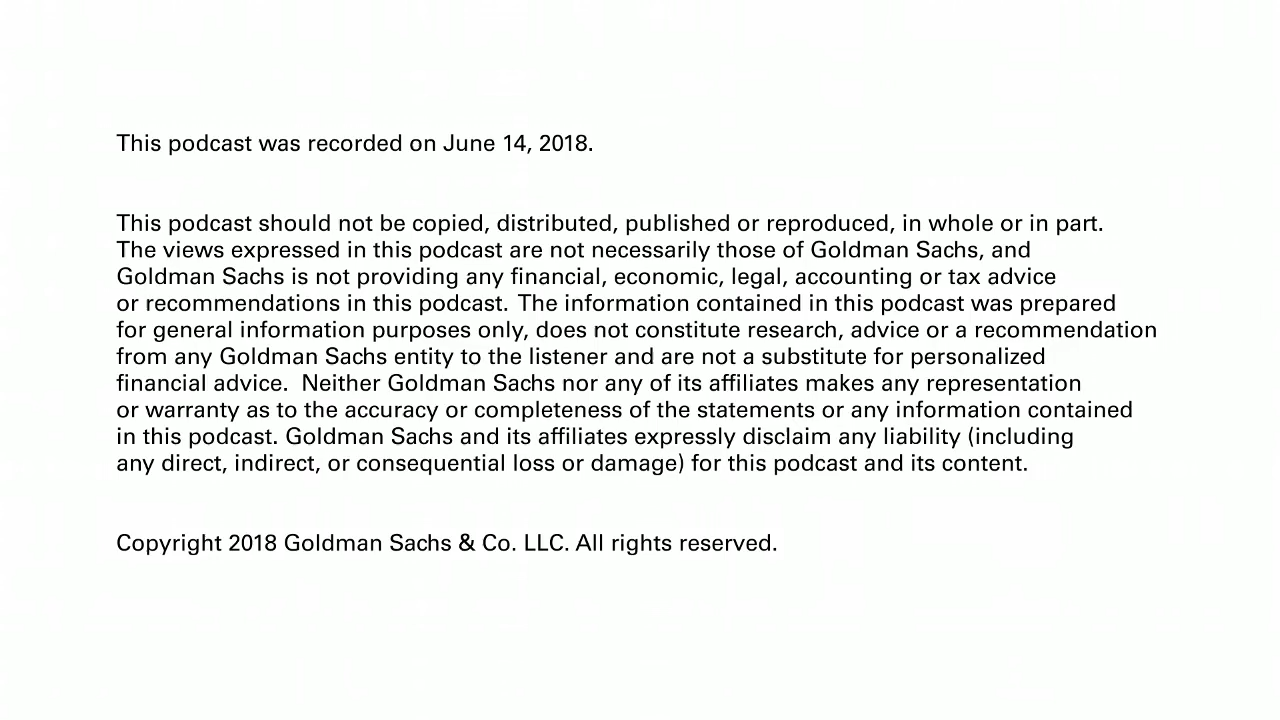 This podcast was recorded on June 14, 2018.
This podcast should not be copied, distributed, published or reproduced, in whole or in part.
The views expressed in this podcast are not necessarily those of Goldman Sachs, and
Goldman Sachs is not providing any financial, economic, legal, accounting or tax advice
or recommendations in this podcast. The information contained in this podcast was prepared
for general information purposes only, does not constitute research, advice or a recommendation
from any Goldman Sachs entity to the listener and are not a substitute for personalized
financial advice. Neither Goldman Sachs nor any of its affiliates makes any representation
or warranty as to the accuracy or completeness of the statements or any information contained
in this podcast. Goldman Sachs and its affiliates expressly disclaim any liability (including
any direct, indirect, or consequential loss or damage) for this podcast and its content.
Copyright 2018 Goldman Sachs & Co. LLC. All rights reserved.